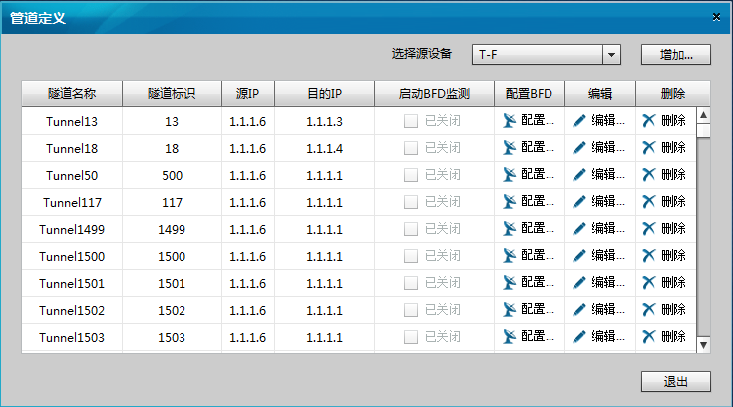 管道定义
选择源设备 T-F 增加...
隧道名称 隧道标识 源IP 目的IP 启动BFD监测 配置BFD 编辑 删除
Tunnel13 13 1.1.1.6 1.1.1.3 已关闭 配置... 编辑... 删除
Tunnel18 18 1.1.1.6 1.1.1.4 已关闭 配置... 编辑... 删除
Tunnel50 500 1.1.1.6 1.1.1.1 已关闭 配置... 编辑... 删除
Tunnel117 117 1.1.1.6 1.1.1.1 已关闭 配置... 编辑... 删除
Tunnel1499 1499 1.1.1.6 1.1.1.1 已关闭 配置... 编辑... 删除
Tunnel1500 1500 1.1.1.6 1.1.1.1 已关闭 配置... 编辑... 删除
Tunnel1501 1501 1.1.1.6 1.1.1.1 已关闭 配置... 编辑... 删除
Tunnel1502 1502 1.1.1.6 1.1.1.1 已关闭 配置... 编辑... 删除
Tunnel1503 1503 1.1.1.6 1.1.1.1 已关闭 配置... 编辑... 删除
退出